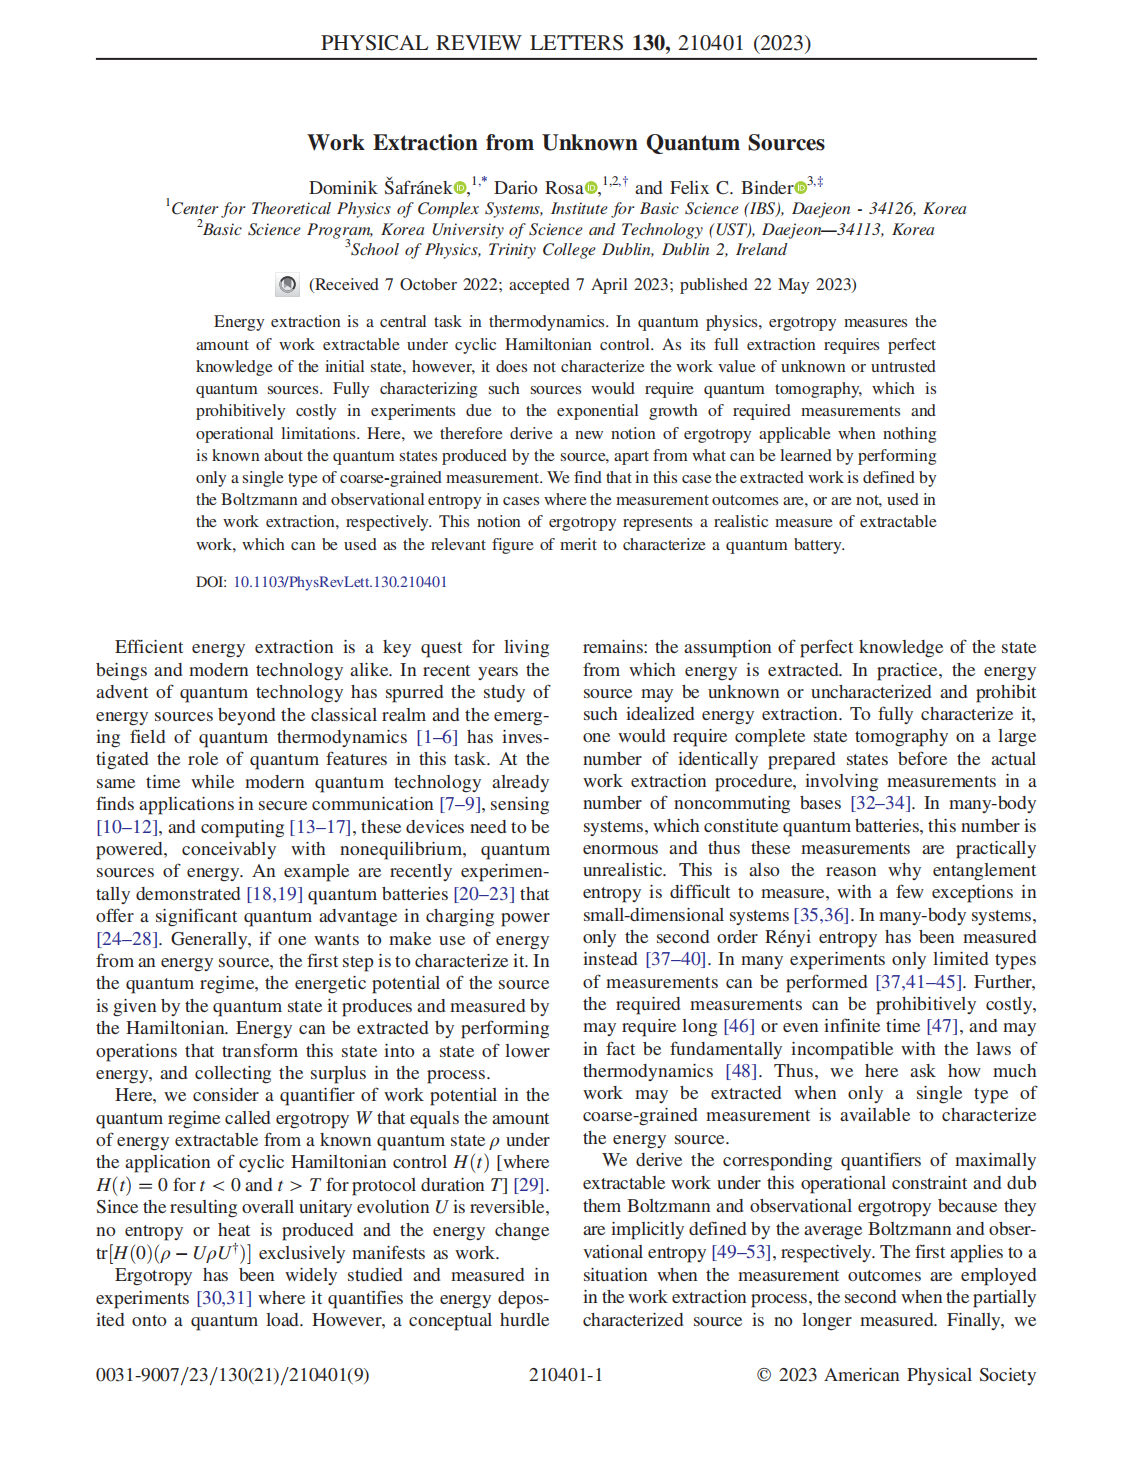 PHYSICAL REVIEW LETTERS 130, 210401 (2023)
Work Extraction from Unknown Quantum Sources
Dominik Šafránek,1,* Dario Rosa,1,2,† and Felix C. Binder3,‡
1Center for Theoretical Physics of Complex Systems, Institute for Basic Science (IBS), Daejeon - 34126, Korea
2Basic Science Program, Korea University of Science and Technology (UST), Daejeon—34113, Korea
3School of Physics, Trinity College Dublin, Dublin 2, Ireland
(Received 7 October 2022; accepted 7 April 2023; published 22 May 2023)
Energy extraction is a central task in thermodynamics. In quantum physics, ergotropy measures the
amount of work extractable under cyclic Hamiltonian control. As its full extraction requires perfect
knowledge of the initial state, however, it does not characterize the work value of unknown or untrusted
quantum sources. Fully characterizing such sources would require quantum tomography, which is
prohibitively costly in experiments due to the exponential growth of required measurements and
operational limitations. Here, we therefore derive a new notion of ergotropy applicable when nothing
is known about the quantum states produced by the source, apart from what can be learned by performing
only a single type of coarse-grained measurement. We find that in this case the extracted work is defined by
the Boltzmann and observational entropy in cases where the measurement outcomes are, or are not, used in
the work extraction, respectively. This notion of ergotropy represents a realistic measure of extractable
work, which can be used as the relevant figure of merit to characterize a quantum battery.
DOI: 10.1103/PhysRevLett.130.210401
Efficient energy extraction is a key quest for living
beings and modern technology alike. In recent years the
advent of quantum technology has spurred the study of
energy sources beyond the classical realm and the emerg-
ing field of quantum thermodynamics [1–6] has inves-
tigated the role of quantum features in this task. At the
same time while modern quantum technology already
finds applications in secure communication [7–9], sensing
[10–12], and computing [13–17], these devices need to be
powered, conceivably with nonequilibrium, quantum
sources of energy. An example are recently experimen-
tally demonstrated [18,19] quantum batteries [20–23] that
offer a significant quantum advantage in charging power
[24–28]. Generally, if one wants to make use of energy
from an energy source, the first step is to characterize it. In
the quantum regime, the energetic potential of the source
is given by the quantum state it produces and measured by
the Hamiltonian. Energy can be extracted by performing
operations that transform this state into a state of lower
energy, and collecting the surplus in the process.
Here, we consider a quantifier of work potential in the
quantum regime called ergotropy W that equals the amount
of energy extractable from a known quantum state ρ under
the application of cyclic Hamiltonian control H(t) [where
H(t) = 0 for t < 0 and t > T for protocol duration T] [29].
Since the resulting overall unitary evolution U is reversible,
no entropy or heat is produced and the energy change
tr[H(0)(ρ − UρU†)] exclusively manifests as work.
Ergotropy has been widely studied and measured in
experiments [30,31] where it quantifies the energy depos-
ited onto a quantum load. However, a conceptual hurdle
remains: the assumption of perfect knowledge of the state
from which energy is extracted. In practice, the energy
source may be unknown or uncharacterized and prohibit
such idealized energy extraction. To fully characterize it,
one would require complete state tomography on a large
number of identically prepared states before the actual
work extraction procedure, involving measurements in a
number of noncommuting bases [32–34]. In many-body
systems, which constitute quantum batteries, this number is
enormous and thus these measurements are practically
unrealistic. This is also the reason why entanglement
entropy is difficult to measure, with a few exceptions in
small-dimensional systems [35,36]. In many-body systems,
only the second order Rényi entropy has been measured
instead [37–40]. In many experiments only limited types
of measurements can be performed [37,41–45]. Further,
the required measurements can be prohibitively costly,
may require long [46] or even infinite time [47], and may
in fact be fundamentally incompatible with the laws of
thermodynamics [48]. Thus, we here ask how much
work may be extracted when only a single type of
coarse-grained measurement is available to characterize
the energy source.
We derive the corresponding quantifiers of maximally
extractable work under this operational constraint and dub
them Boltzmann and observational ergotropy because they
are implicitly defined by the average Boltzmann and obser-
vational entropy [49–53], respectively. The first applies to a
situation when the measurement outcomes are employed
in the work extraction process, the second when the partially
characterized source is no longer measured. Finally, we
0031-9007/23/130(21)/210401(9)
210401-1
© 2023 American Physical Society